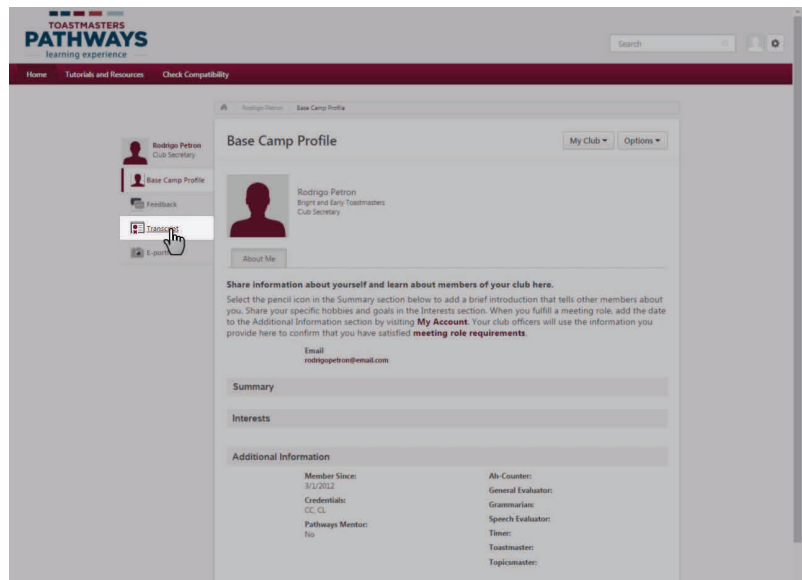 TOASTMASTERS
PATHWAYS
learning experience
Search
Home Tutorials and Resources Check Compatibility
Rodrigo Petron Base Camp Profile
Rodrigo Petron
Club Secretary
Base Camp Profile
Feedback
Transcript
Base Camp Profile
My Club Options
Rodrigo Petron
Bright and Early Toastmasters
Club Secretary
About Me
Share information about yourself and learn about members of your club here.
Select the pencil icon in the Summary section below to add a brief introduction that tells other members about
you. Share your specific hobbies and goals in the Interests section. When you fulfill a meeting role, add the date
to the Additional Information section by visiting My Account. Your club officers will use the information you
provide here to confirm that you have satisfied meeting role requirements.
Email
rodrigopetron@email.com
Summary
Interests
Additional Information
Member Since:
3/1/2012
Credentials:
CC, CL
Pathways Mentor:
No
Ah-Counter:
General Evaluator:
Grammarian:
Speech Evaluator:
Timer:
Toastmaster:
Topicsmaster: